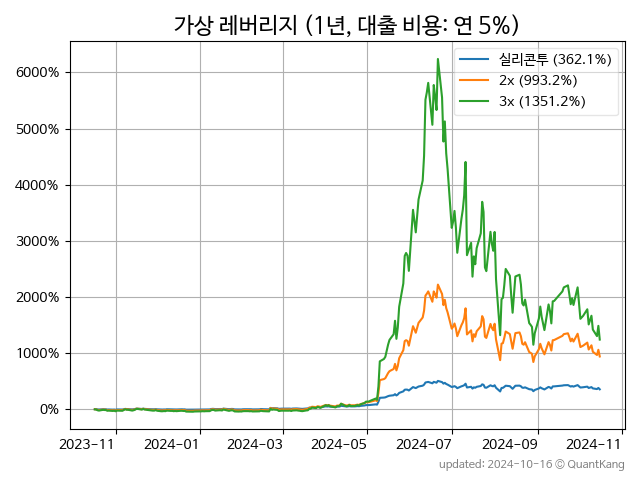 가상 레버리지 (1년, 대출 비용: 연 5%)
실리콘투 (362.1%)
2x (993.2%)
3x (1351.2%)
6000%
5000%
4000%
3000%
2000%
1000%
0%
2023-11 2024-01 2024-03 2024-05 2024-07 2024-09 2024-11
updated: 2024-10-16 © QuantKang